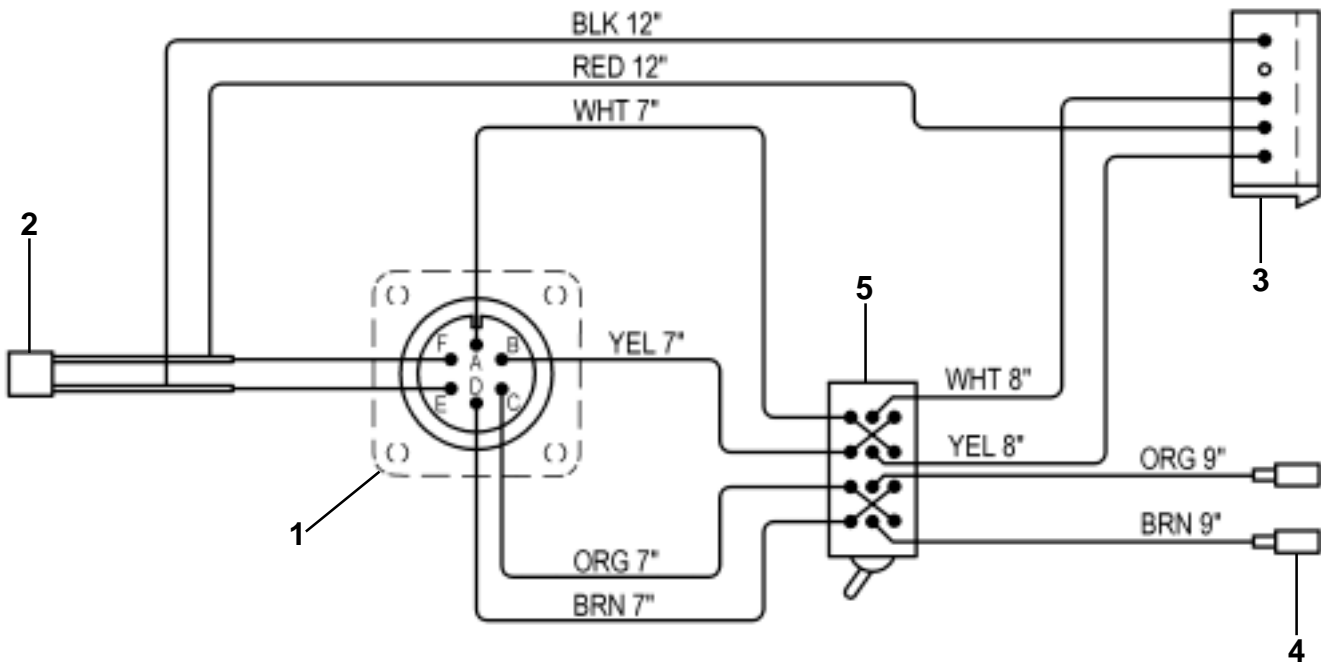 BLK 12"
RED 12"
WHT 7"
2
3
5
F
B
A
YEL 7"
D
E
C
WHT 8"
YEL 8"
ORG 9"
1
BRN 9"
ORG 7"
BRN 7"
4